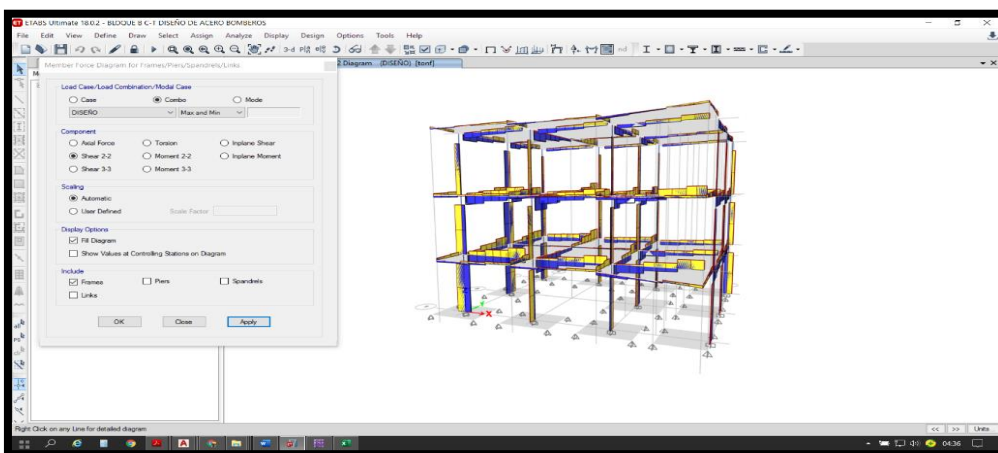 ETABS Ultimate 18.0.2 - BLOQUE B C-T DISEÑO DE ACERO BOMBEROS
File Edit View Define Draw Select Assign Analyze Display Design Options Tools Help
2 Diagram (DISEÑO) [tonf]
Member Force Diagram for Frames/Piers/Spandrels/Links
Load Case/Load Combination/Modal Case
Case Combo Mode
DISEÑO Max and Min
Component
Axial Force Torsion Inplane Shear
Shear 2-2 Moment 2-2 Inplane Moment
Shear 3-3 Moment 3-3
Scaling
Automatic
User Defined Scale Factor
Display Options
Fill Diagram
Show Values at Controlling Stations on Diagram
Include
Frames Piers Spandrels
Links
OK Close Apply
Z
Y
X
Right Click on any Line for detailed diagram
<< >> Units
04:36